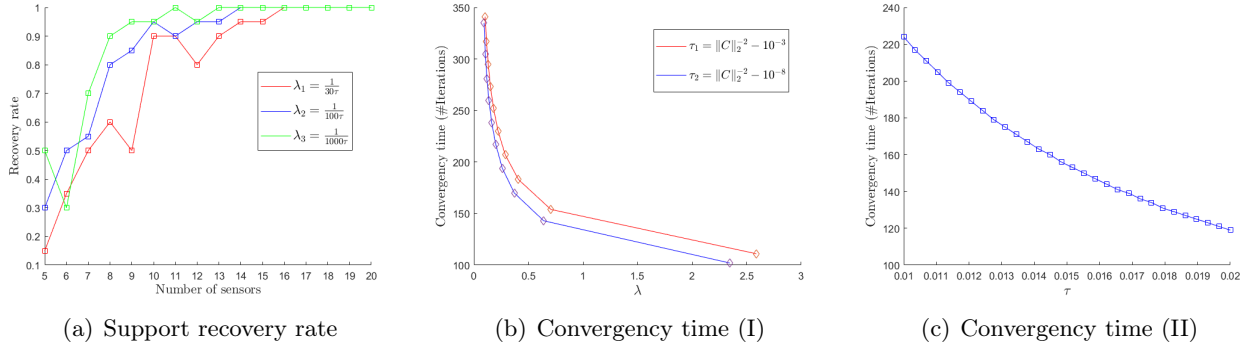 Recovery rate
1
0.9
0.8
0.7
0.6
0.5
0.4
0.3
0.2
0.1
5 6 7 8 9 10 11 12 13 14 15 16 17 18 19 20
Number of sensors
λ₁ = 1/30τ
λ₂ = 1/100τ
λ₃ = 1/1000τ
(a) Support recovery rate
Convergency time (#Iterations)
350
300
250
200
150
100
0 0.5 1 1.5 2 2.5 3
λ
τ₁ = ‖C‖₂⁻² − 10⁻³
τ₂ = ‖C‖₂⁻² − 10⁻⁸
(b) Convergency time (I)
Convergency time (#Iterations)
240
220
200
180
160
140
120
100
0.01 0.011 0.012 0.013 0.014 0.015 0.016 0.017 0.018 0.019 0.02
τ
(c) Convergency time (II)